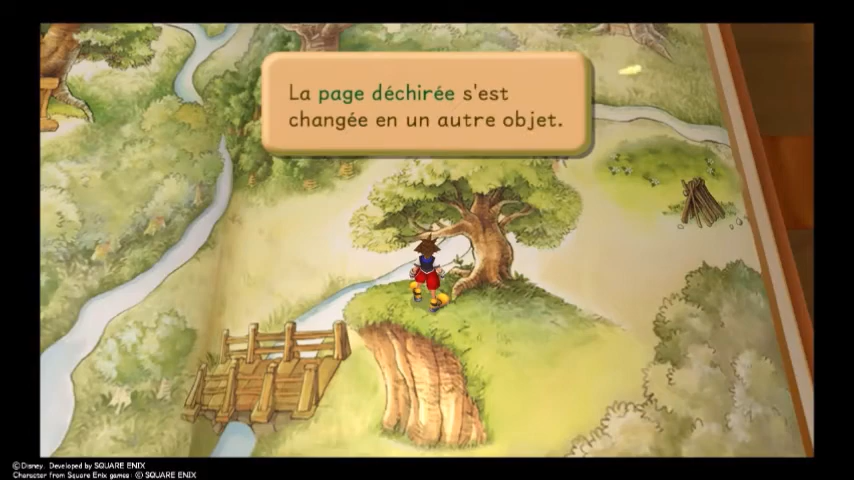 La page déchirée s'est
changée en un autre objet.
©Disney. Developed by SQUARE ENIX
Character from Square Enix games: © SQUARE ENIX